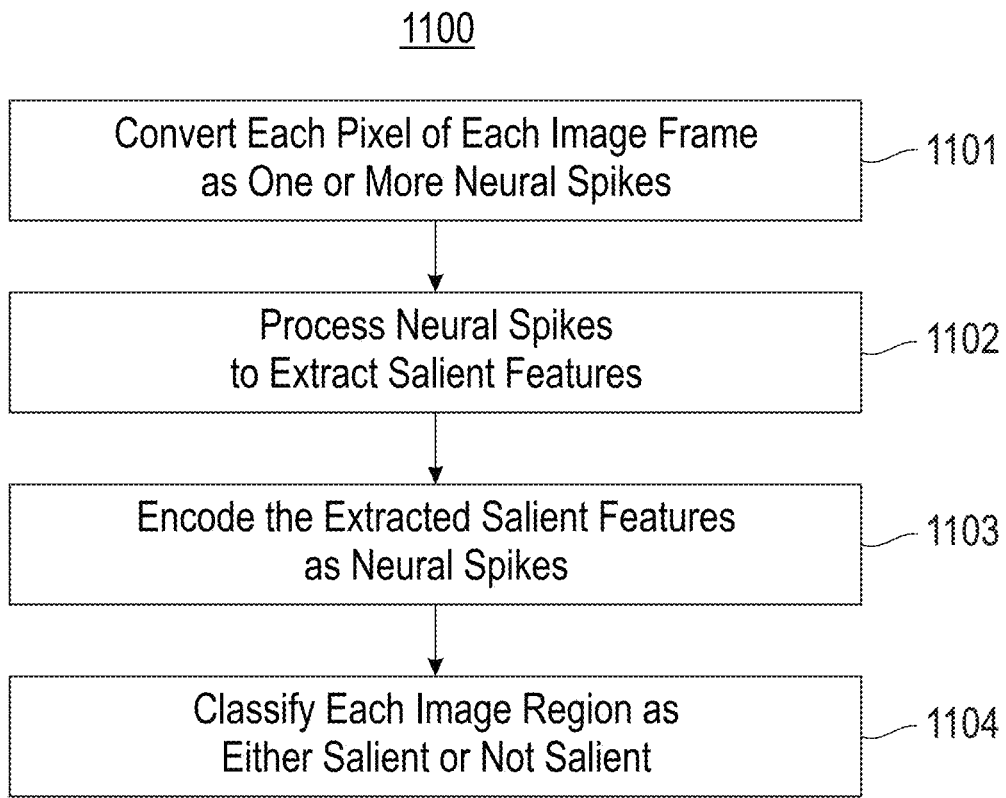 1100
Convert Each Pixel of Each Image Frame
as One or More Neural Spikes
1101
Process Neural Spikes
to Extract Salient Features
1102
Encode the Extracted Salient Features
as Neural Spikes
1103
Classify Each Image Region as
Either Salient or Not Salient
1104